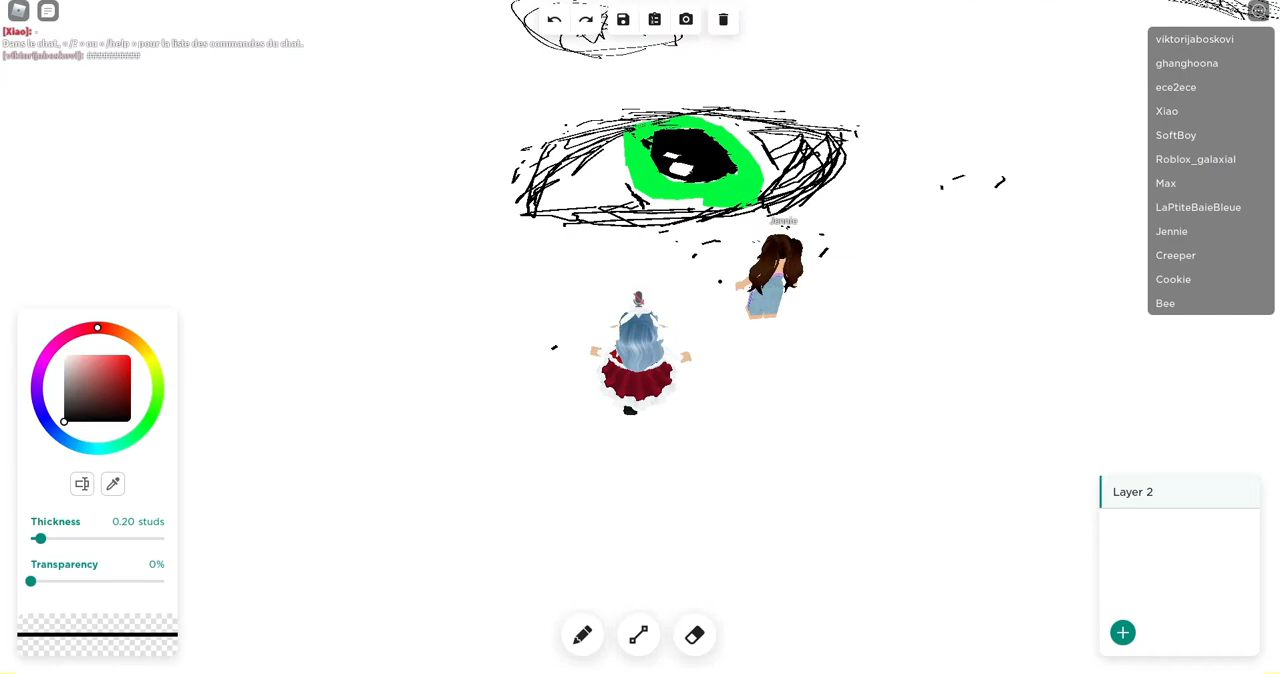 [Xiao]: -
Dans le chat, « /? » ou « /help » pour la liste des commandes du chat.
[viktorijaboskovi]: ###########
viktorijaboskovi
ghanghoona
ece2ece
Xiao
SoftBoy
Roblox_galaxial
Max
LaPtiteBaieBleue
Jennie
Creeper
Cookie
Bee
Jennie
Thickness 0.20 studs
Transparency 0%
Layer 2